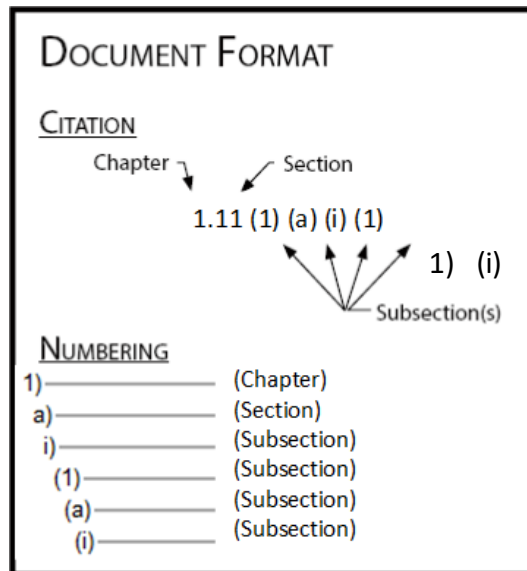 DOCUMENT FORMAT
CITATION
Chapter Section
1.11 (1) (a) (i) (1)
1) (i)
Subsection(s)
NUMBERING
1) (Chapter)
a) (Section)
i) (Subsection)
(1) (Subsection)
(a) (Subsection)
(i) (Subsection)